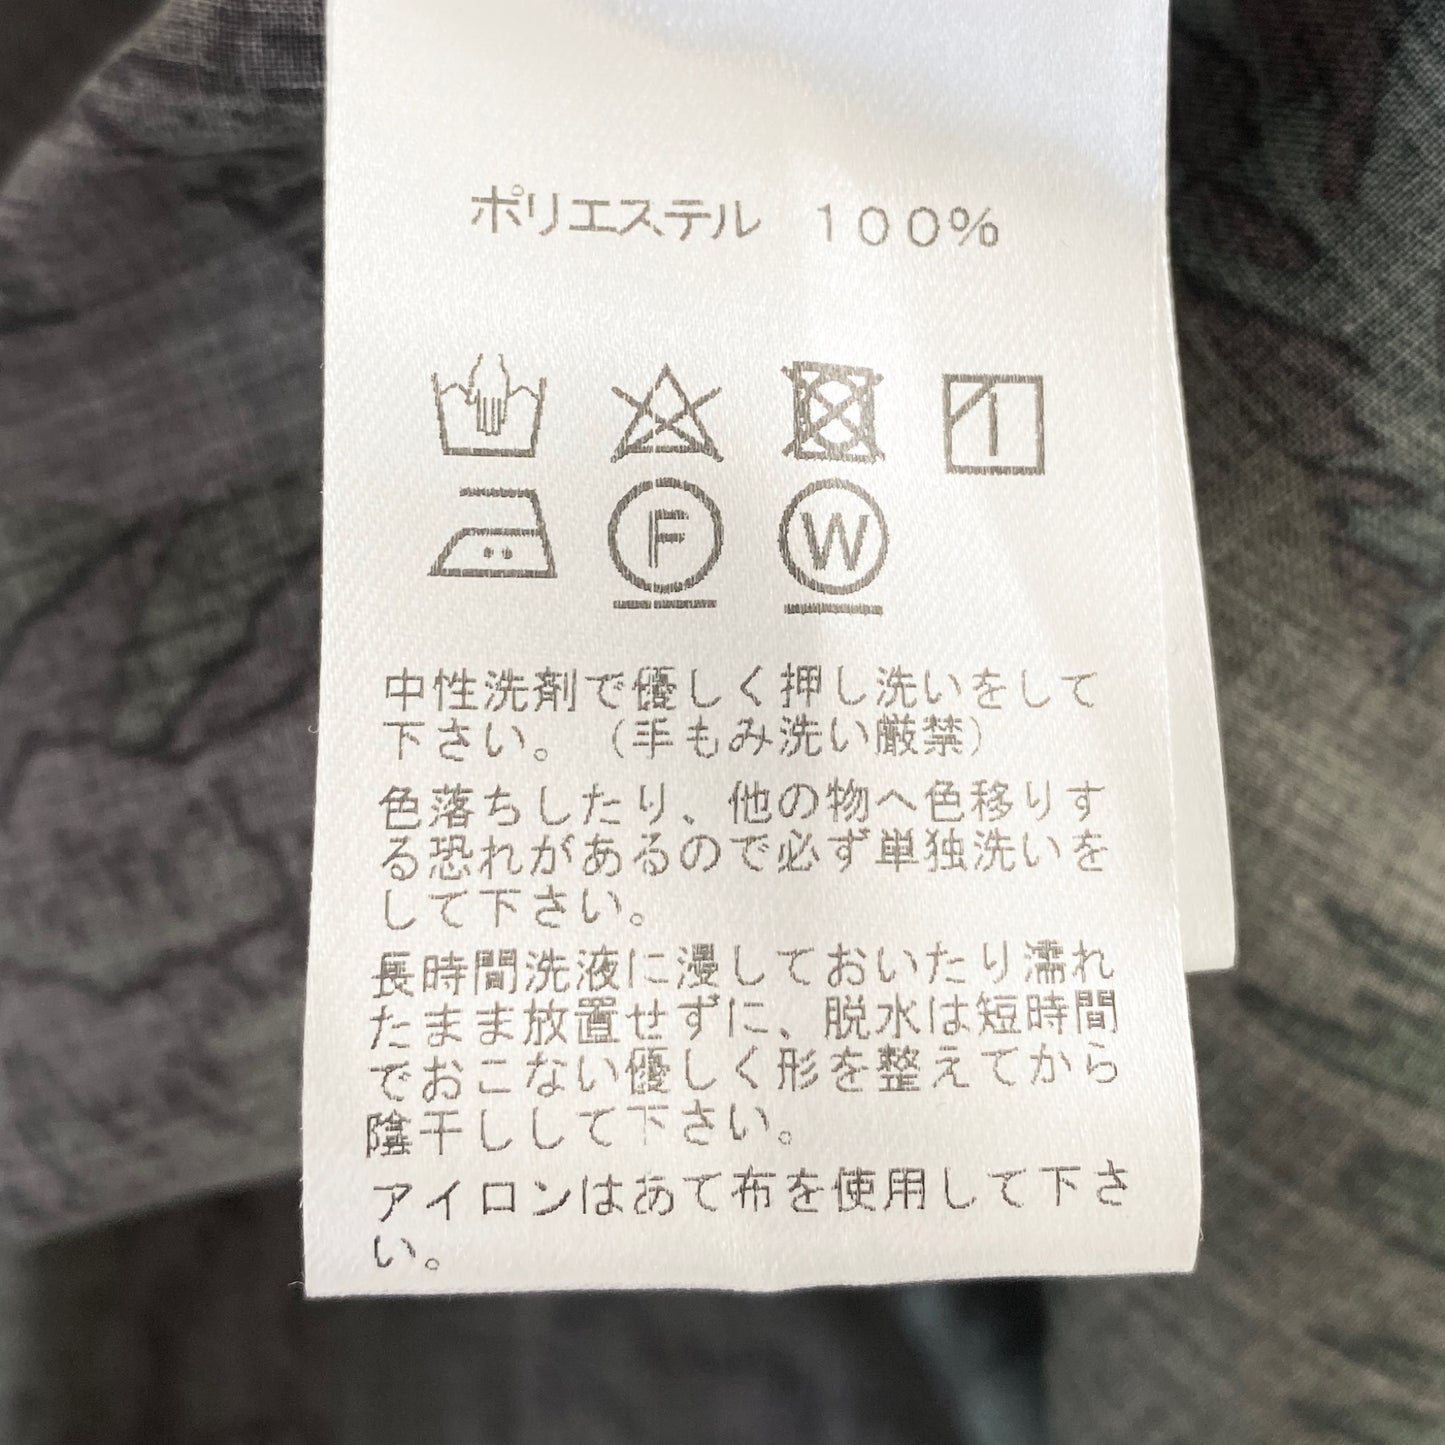 ポリエステル 100%
F W
中性洗剤で優しく押し洗いをして
下さい。（手もみ洗い厳禁）
色落ちしたり、他の物へ色移りす
る恐れがあるので必ず単独洗いを
して下さい。
長時間洗液に浸しておいたり濡れ
たまま放置せずに、脱水は短時間
でおこない優しく形を整えてから
陰干しして下さい。
アイロンはあて布を使用して下さ
い。